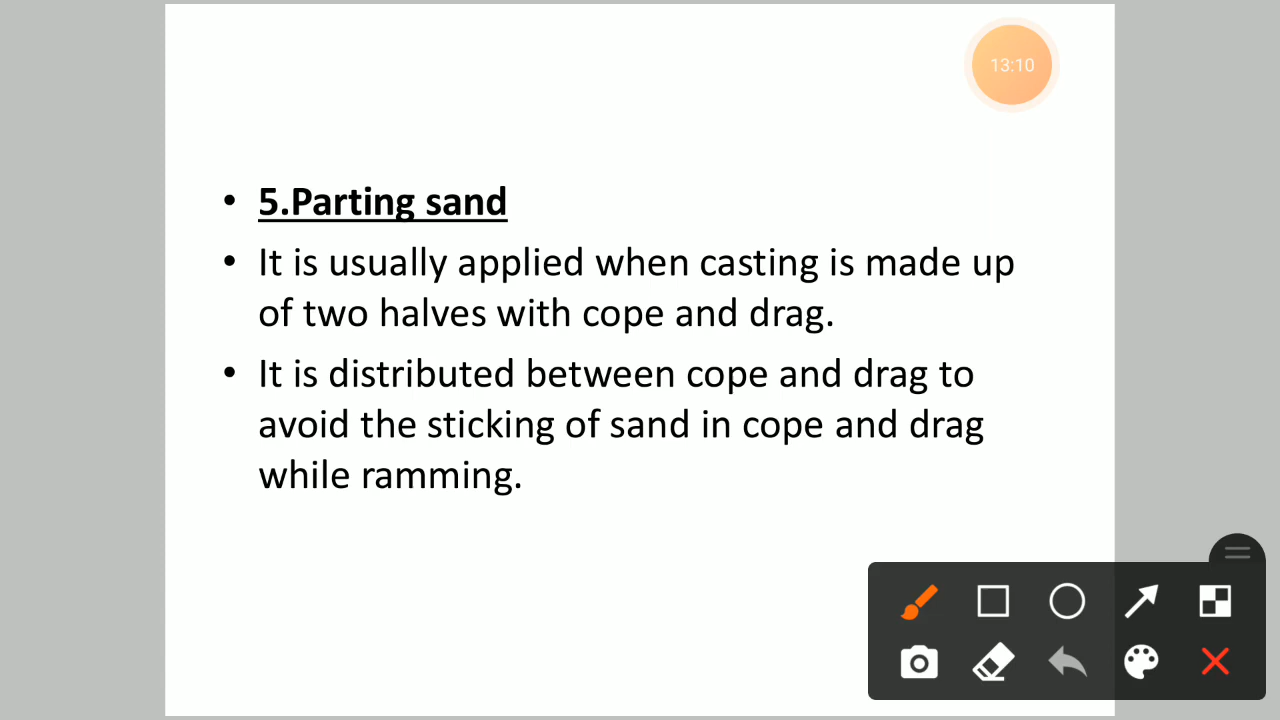 13:10
• 5.Parting sand
• It is usually applied when casting is made up
of two halves with cope and drag.
• It is distributed between cope and drag to
avoid the sticking of sand in cope and drag
while ramming.